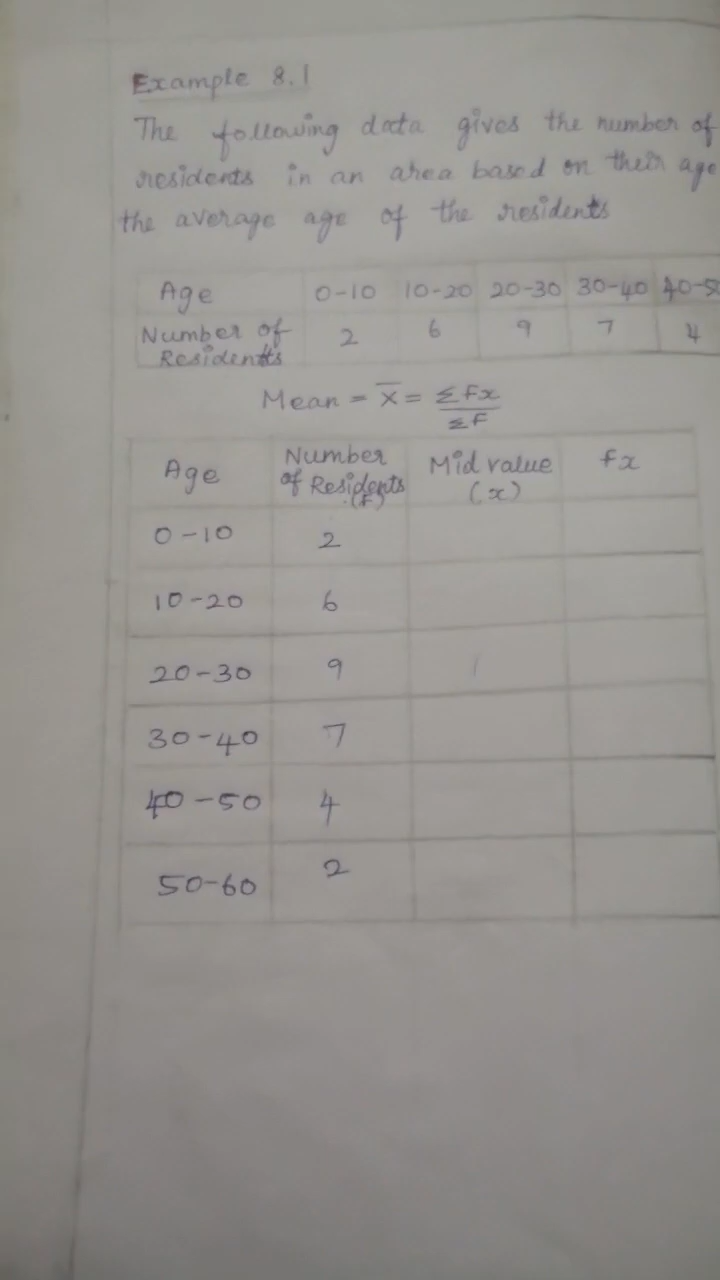 Example 8.1
The following data gives the number of
residents in an area based on their age
the average age of the residents
Age 0-10 10-20 20-30 30-40 40-50
Number of Residents 2 6 9 7 4
Mean = x̄ = Σfx / Σf
Age Number of Residents (f) Mid value (x) fx
0-10 2
10-20 6
20-30 9
30-40 7
40-50 4
50-60 2